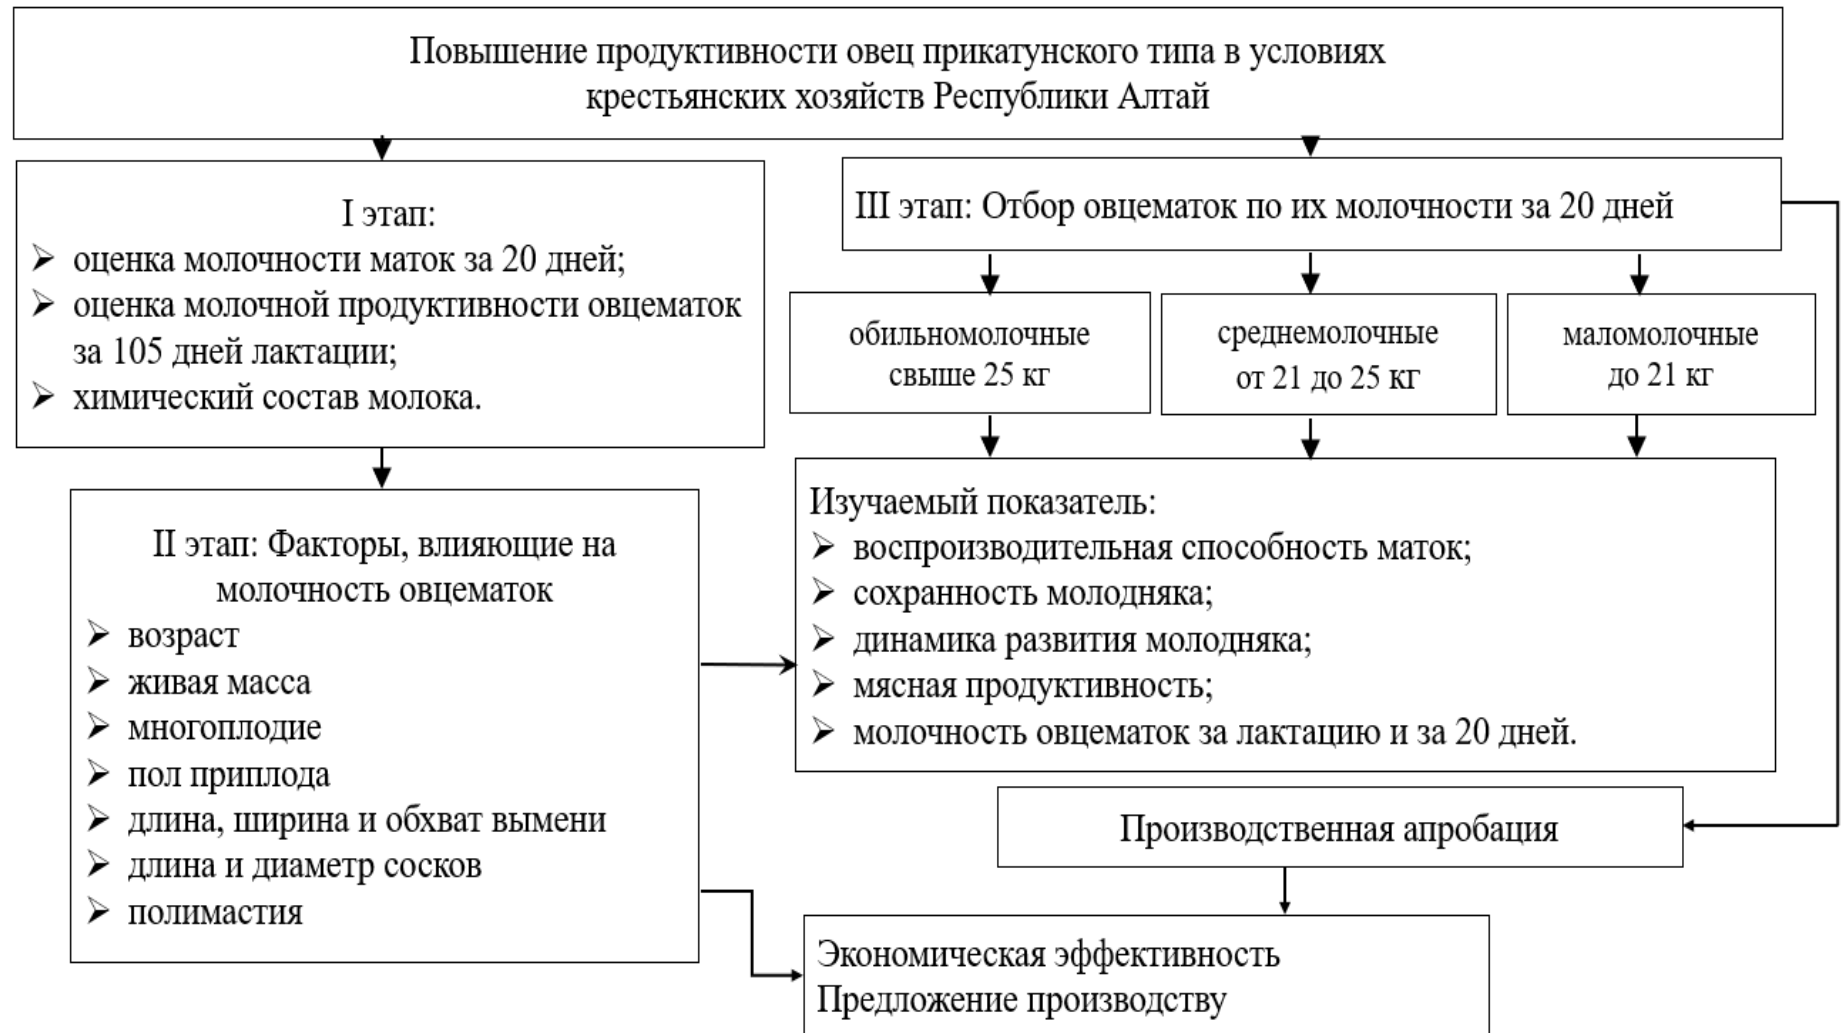 Повышение продуктивности овец прикатунского типа в условиях
крестьянских хозяйств Республики Алтай
I этап:
➢ оценка молочности маток за 20 дней;
➢ оценка молочной продуктивности овцематок
за 105 дней лактации;
➢ химический состав молока.
II этап: Факторы, влияющие на
молочность овцематок
➢ возраст
➢ живая масса
➢ многоплодие
➢ пол приплода
➢ длина, ширина и обхват вымени
➢ длина и диаметр сосков
➢ полимастия
III этап: Отбор овцематок по их молочности за 20 дней
обильномолочные
свыше 25 кг
среднемолочные
от 21 до 25 кг
маломолочные
до 21 кг
Изучаемый показатель:
➢ воспроизводительная способность маток;
➢ сохранность молодняка;
➢ динамика развития молодняка;
➢ мясная продуктивность;
➢ молочность овцематок за лактацию и за 20 дней.
Производственная апробация
Экономическая эффективность
Предложение производству